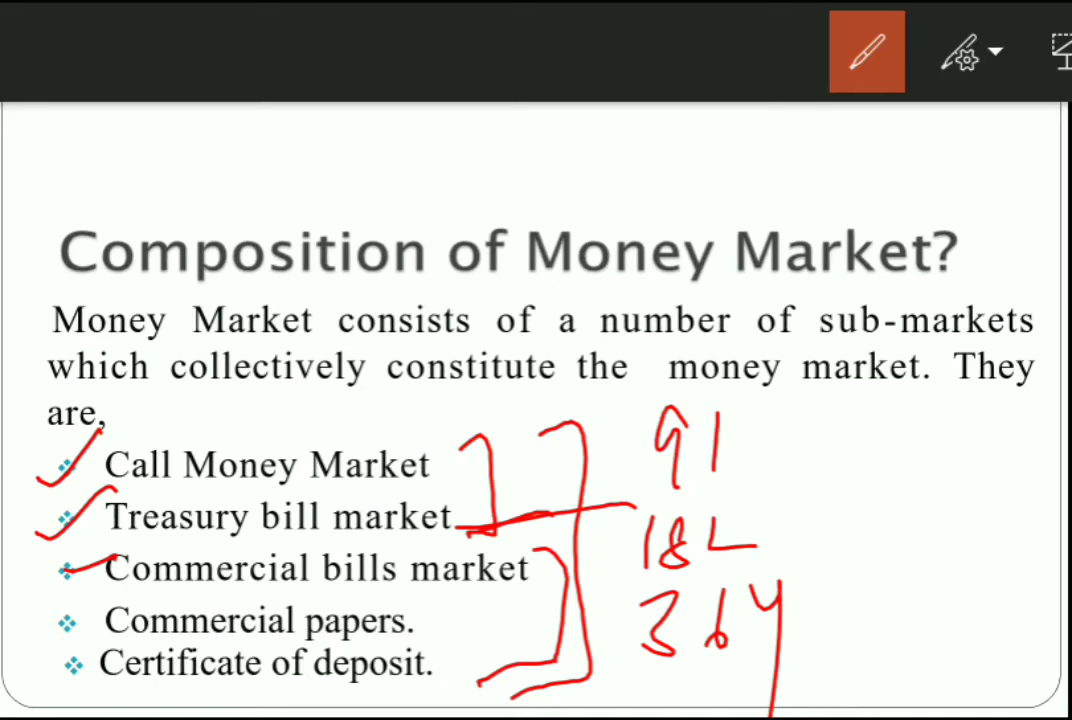 Composition of Money Market?
Money Market consists of a number of sub-markets
which collectively constitute the money market. They
are,
Call Money Market
Treasury bill market
Commercial bills market
Commercial papers.
Certificate of deposit.
91
182
364